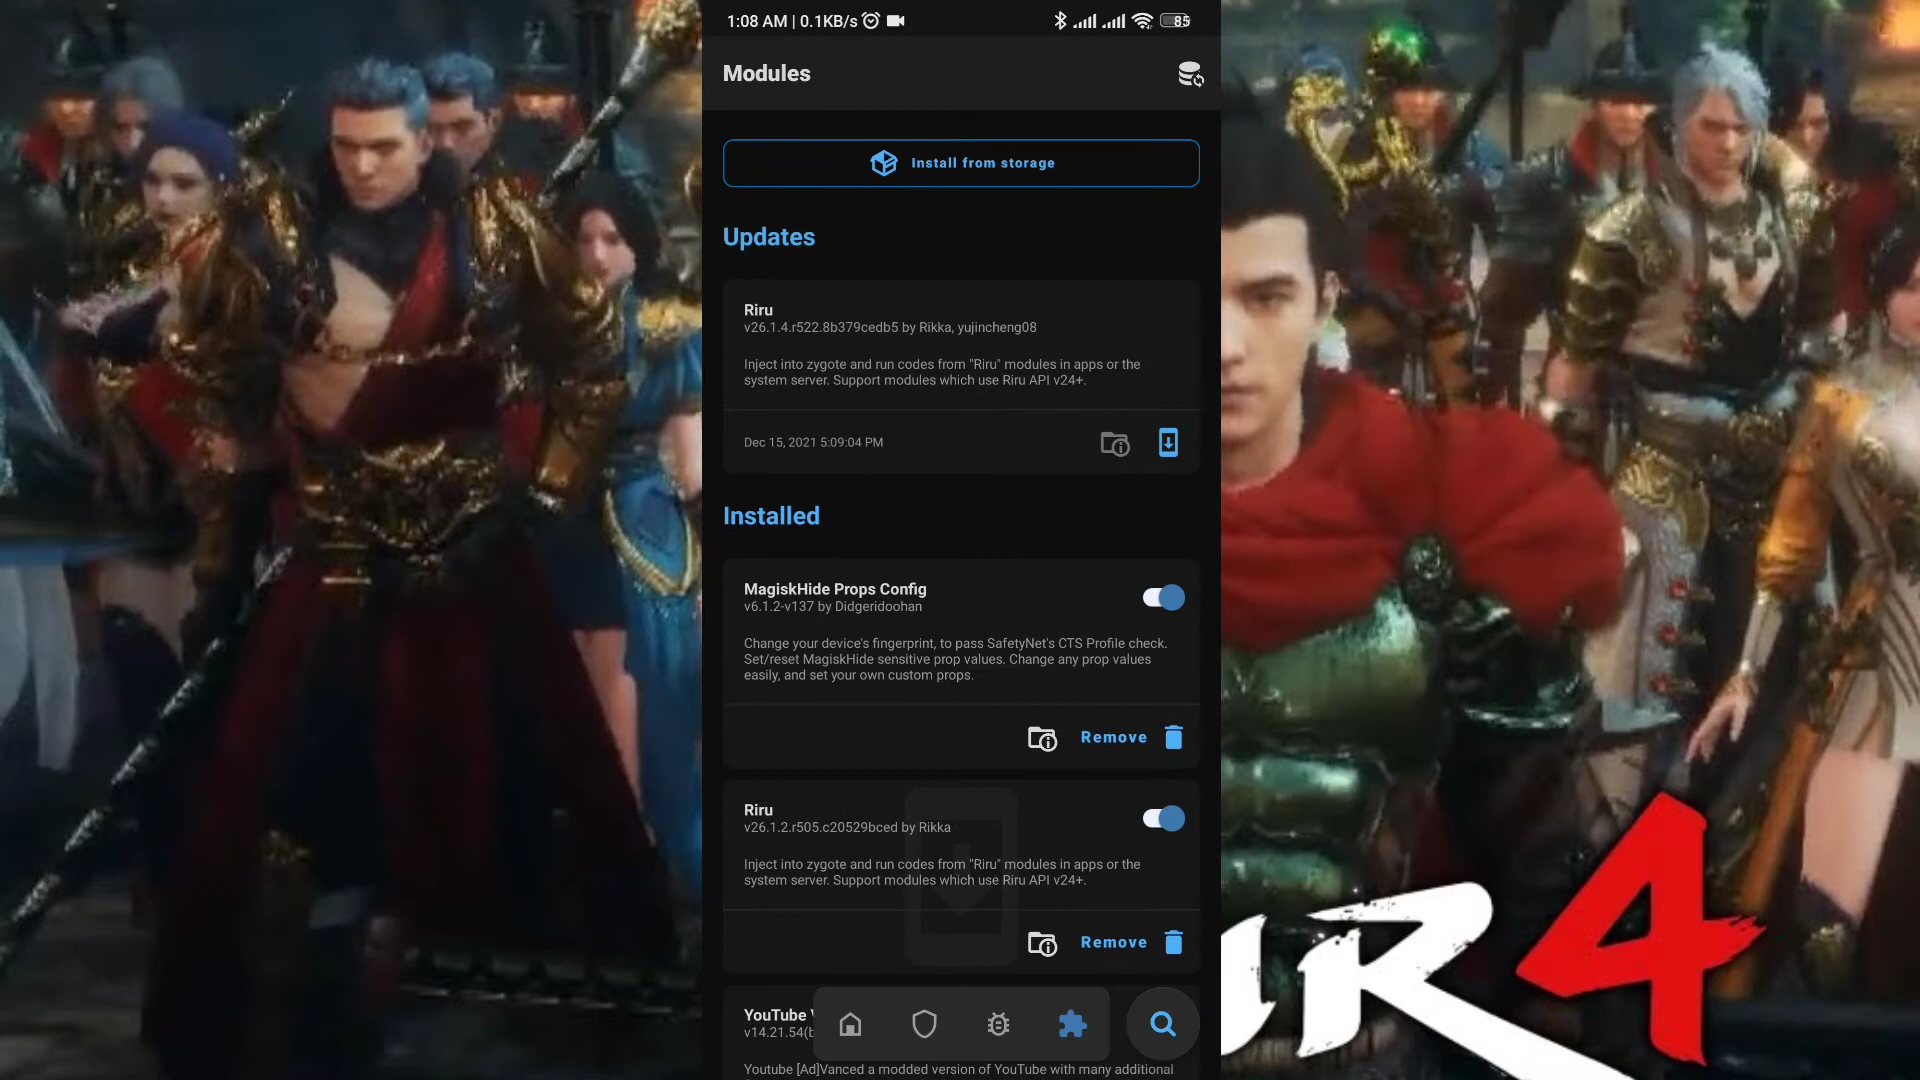 1:08 AM | 0.1KB/s
85
Modules
Install from storage
Updates
Riru
v26.1.4.r522.8b379cedb5 by Rikka, yujincheng08
Inject into zygote and run codes from "Riru" modules in apps or the
system server. Support modules which use Riru API v24+.
Dec 15, 2021 5:09:04 PM
Installed
MagiskHide Props Config
v6.1.2-v137 by Didgeridoohan
Change your device's fingerprint, to pass SafetyNet's CTS Profile check.
Set/reset MagiskHide sensitive prop values. Change any prop values
easily, and set your own custom props.
Remove
Riru
v26.1.2.r505.c20529bced by Rikka
Inject into zygote and run codes from "Riru" modules in apps or the
system server. Support modules which use Riru API v24+.
Remove
YouTube
v14.21.54(
Youtube [Ad]Vanced a modded version of YouTube with many additional
R4